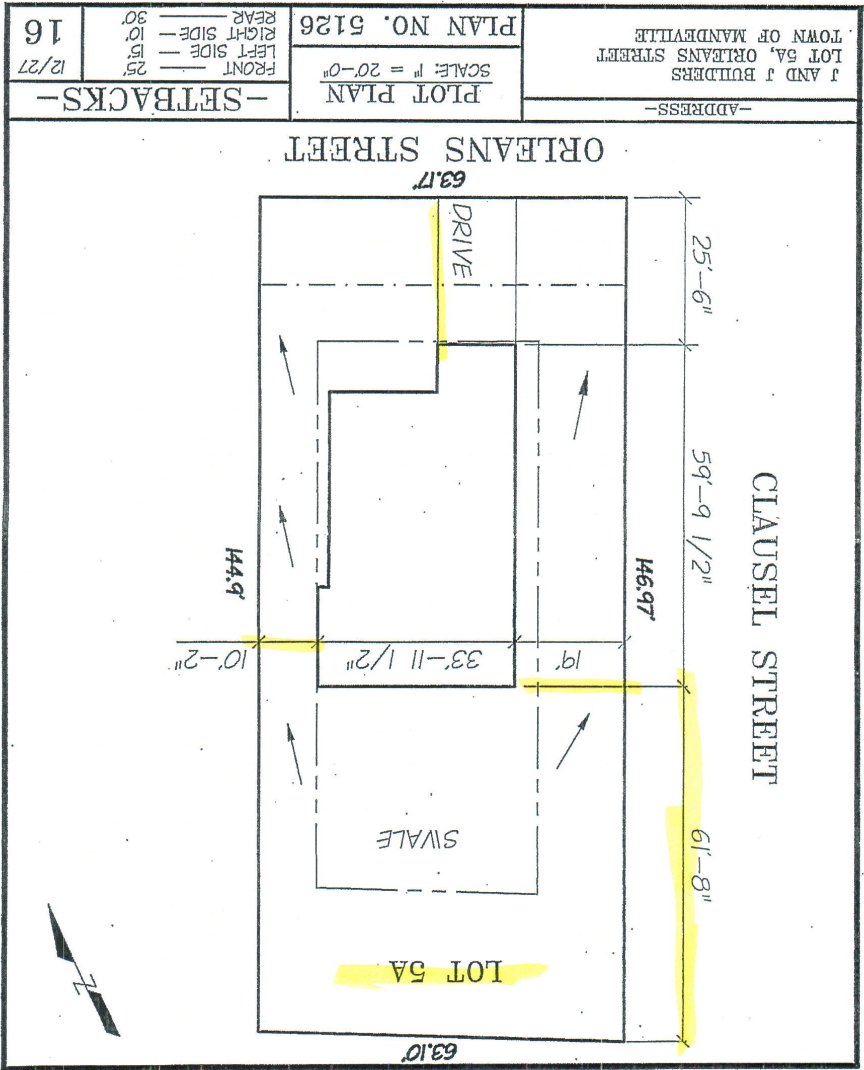 63.10'
LOT 5A
N
SWALE
61'-8"
19'
33'-11 1/2"
10'-2"
CLAUSEL STREET
146.97'
144.9'
59'-9 1/2"
25'-6"
DRIVE
63.17'
ORLEANS STREET
-ADDRESS-
J AND J BUILDERS
LOT 5A, ORLEANS STREET
TOWN OF MANDEVILLE
PLOT PLAN
SCALE: 1" = 20'-0"
PLAN NO. 5126
-SETBACKS-
FRONT — 25'
LEFT SIDE — 15'
RIGHT SIDE — 10'
REAR — 30'
12/27
16